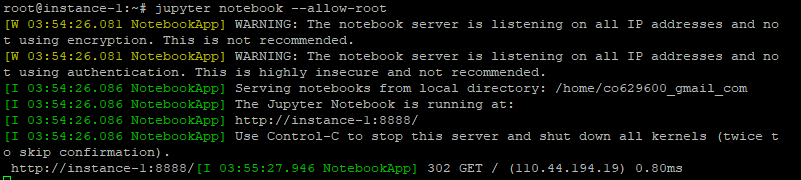 root@instance-1:~# jupyter notebook --allow-root
[W 03:54:26.081 NotebookApp] WARNING: The notebook server is listening on all IP addresses and no
t using encryption. This is not recommended.
[W 03:54:26.081 NotebookApp] WARNING: The notebook server is listening on all IP addresses and no
t using authentication. This is highly insecure and not recommended.
[I 03:54:26.086 NotebookApp] Serving notebooks from local directory: /home/co629600_gmail_com
[I 03:54:26.086 NotebookApp] The Jupyter Notebook is running at:
[I 03:54:26.086 NotebookApp] http://instance-1:8888/
[I 03:54:26.086 NotebookApp] Use Control-C to stop this server and shut down all kernels (twice t
o skip confirmation).
http://instance-1:8888/[I 03:55:27.946 NotebookApp] 302 GET / (110.44.194.19) 0.80ms